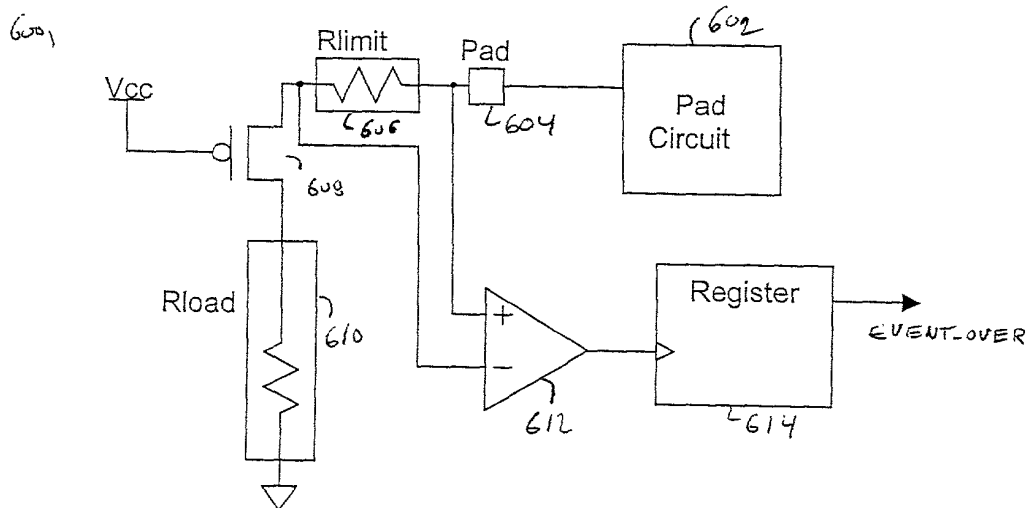 600
Rlimit
Pad
602
Vcc
606
604
Pad
Circuit
608
Rload
610
Register
+
−
EVENT_OVER
612
614